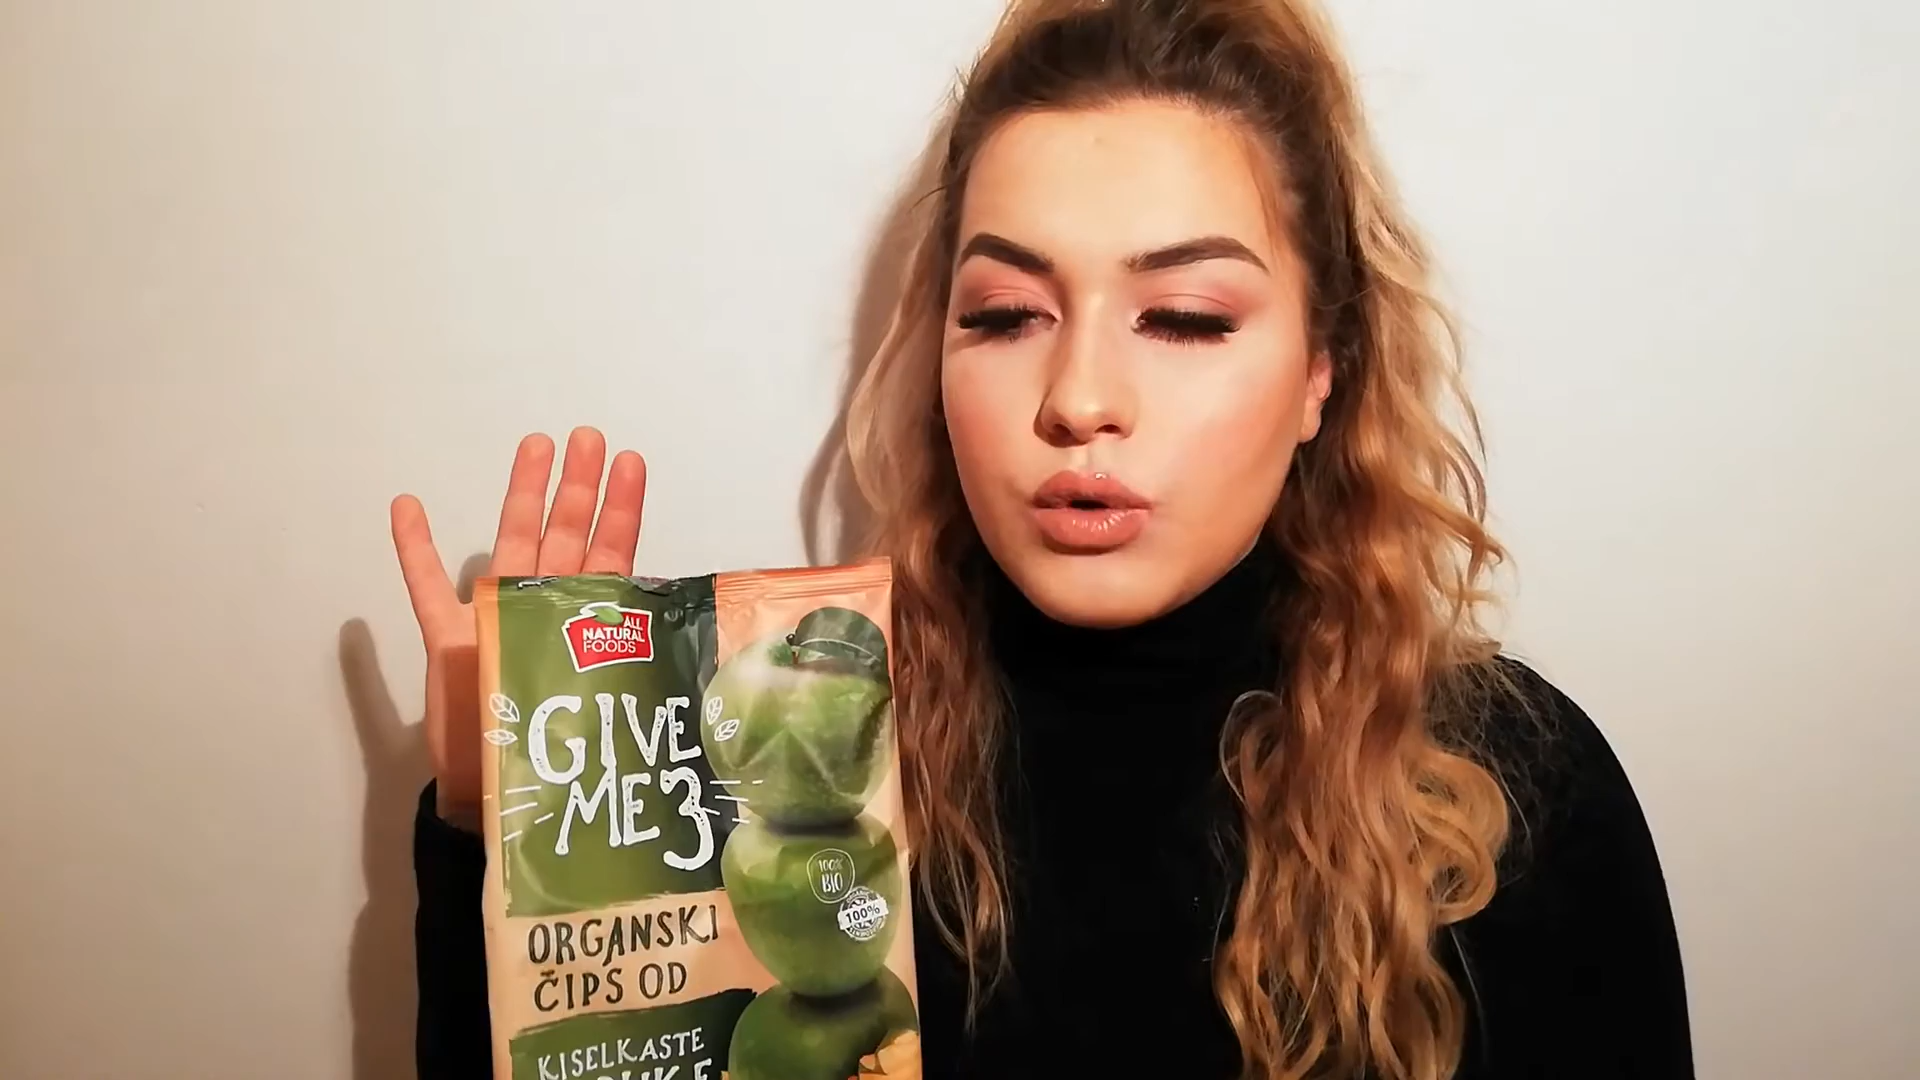 ALL
NATURAL
FOODS
GIVE
ME 3
100%
BIO
100%
ORGANSKI
ČIPS OD
KISELKASTE